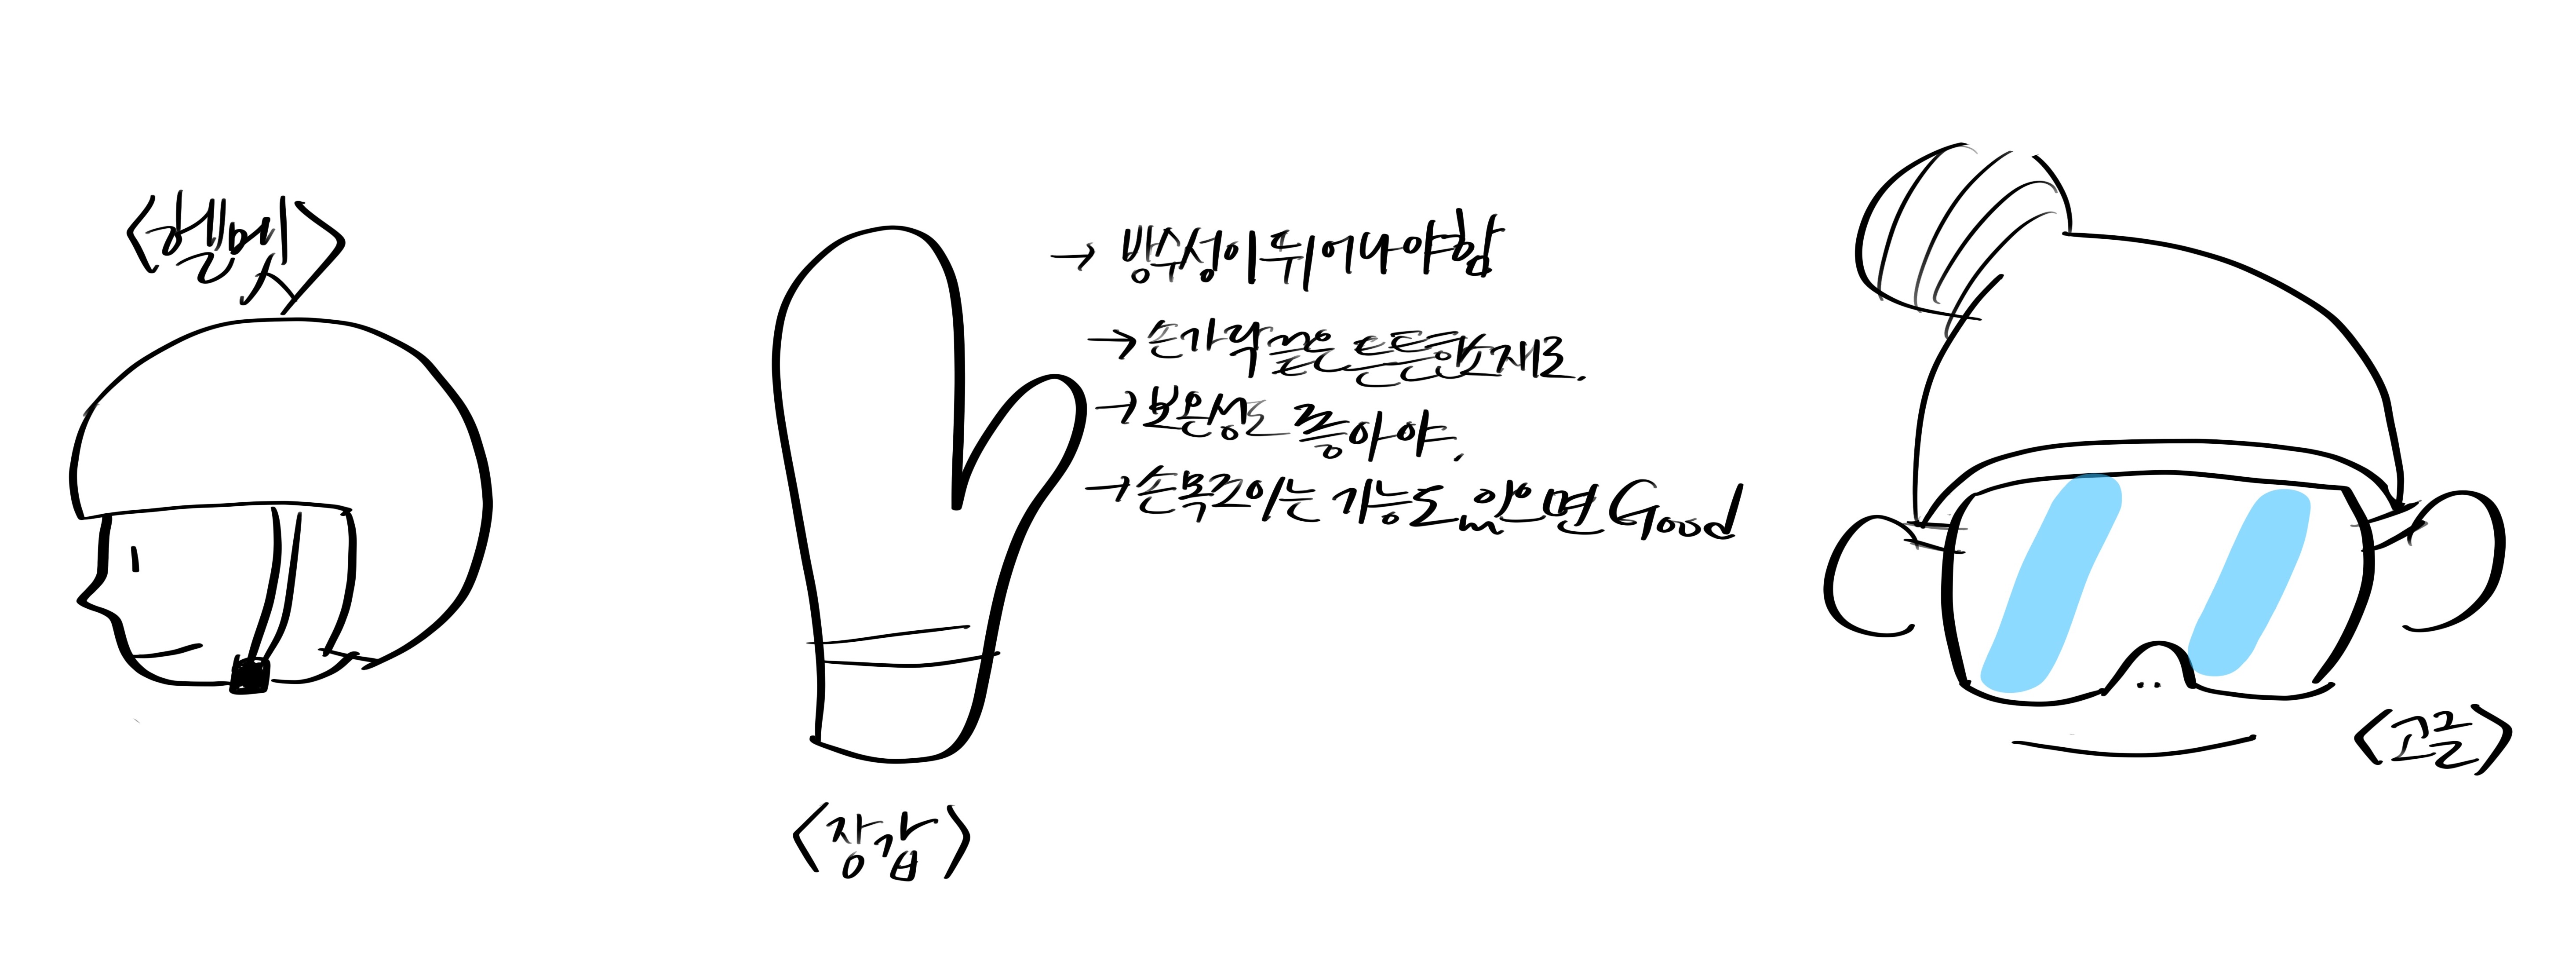 <헬멧>
→ 방수성이 뛰어나야함
→ 손가락 끝은 튼튼한 소재로.
→ 보온성도 좋아야.
→ 손목조이는 기능도 있으면 Good
<장갑>
<고글>